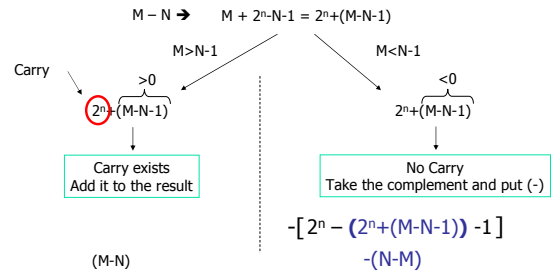 M – N ➔ M + 2ⁿ-N-1 = 2ⁿ+(M-N-1)
M>N-1
M<N-1
Carry
>0
<0
2ⁿ+(M-N-1)
2ⁿ+(M-N-1)
Carry exists
Add it to the result
No Carry
Take the complement and put (-)
-[2ⁿ – (2ⁿ+(M-N-1)) -1]
(M-N)
-(N-M)